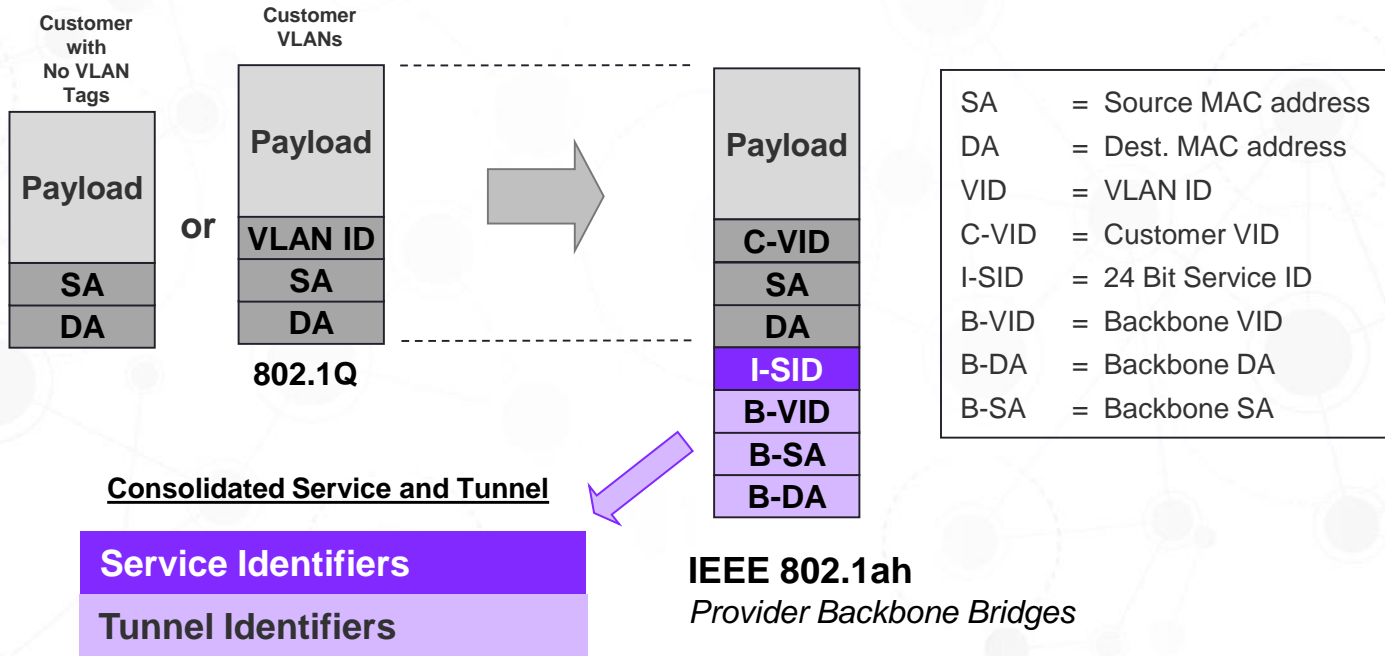 Customer
with
No VLAN
Tags
Payload
SA
DA
or
Customer
VLANs
Payload
VLAN ID
SA
DA
802.1Q
Payload
C-VID
SA
DA
I-SID
B-VID
B-SA
B-DA
IEEE 802.1ah
Provider Backbone Bridges
SA = Source MAC address
DA = Dest. MAC address
VID = VLAN ID
C-VID = Customer VID
I-SID = 24 Bit Service ID
B-VID = Backbone VID
B-DA = Backbone DA
B-SA = Backbone SA
Consolidated Service and Tunnel
Service Identifiers
Tunnel Identifiers